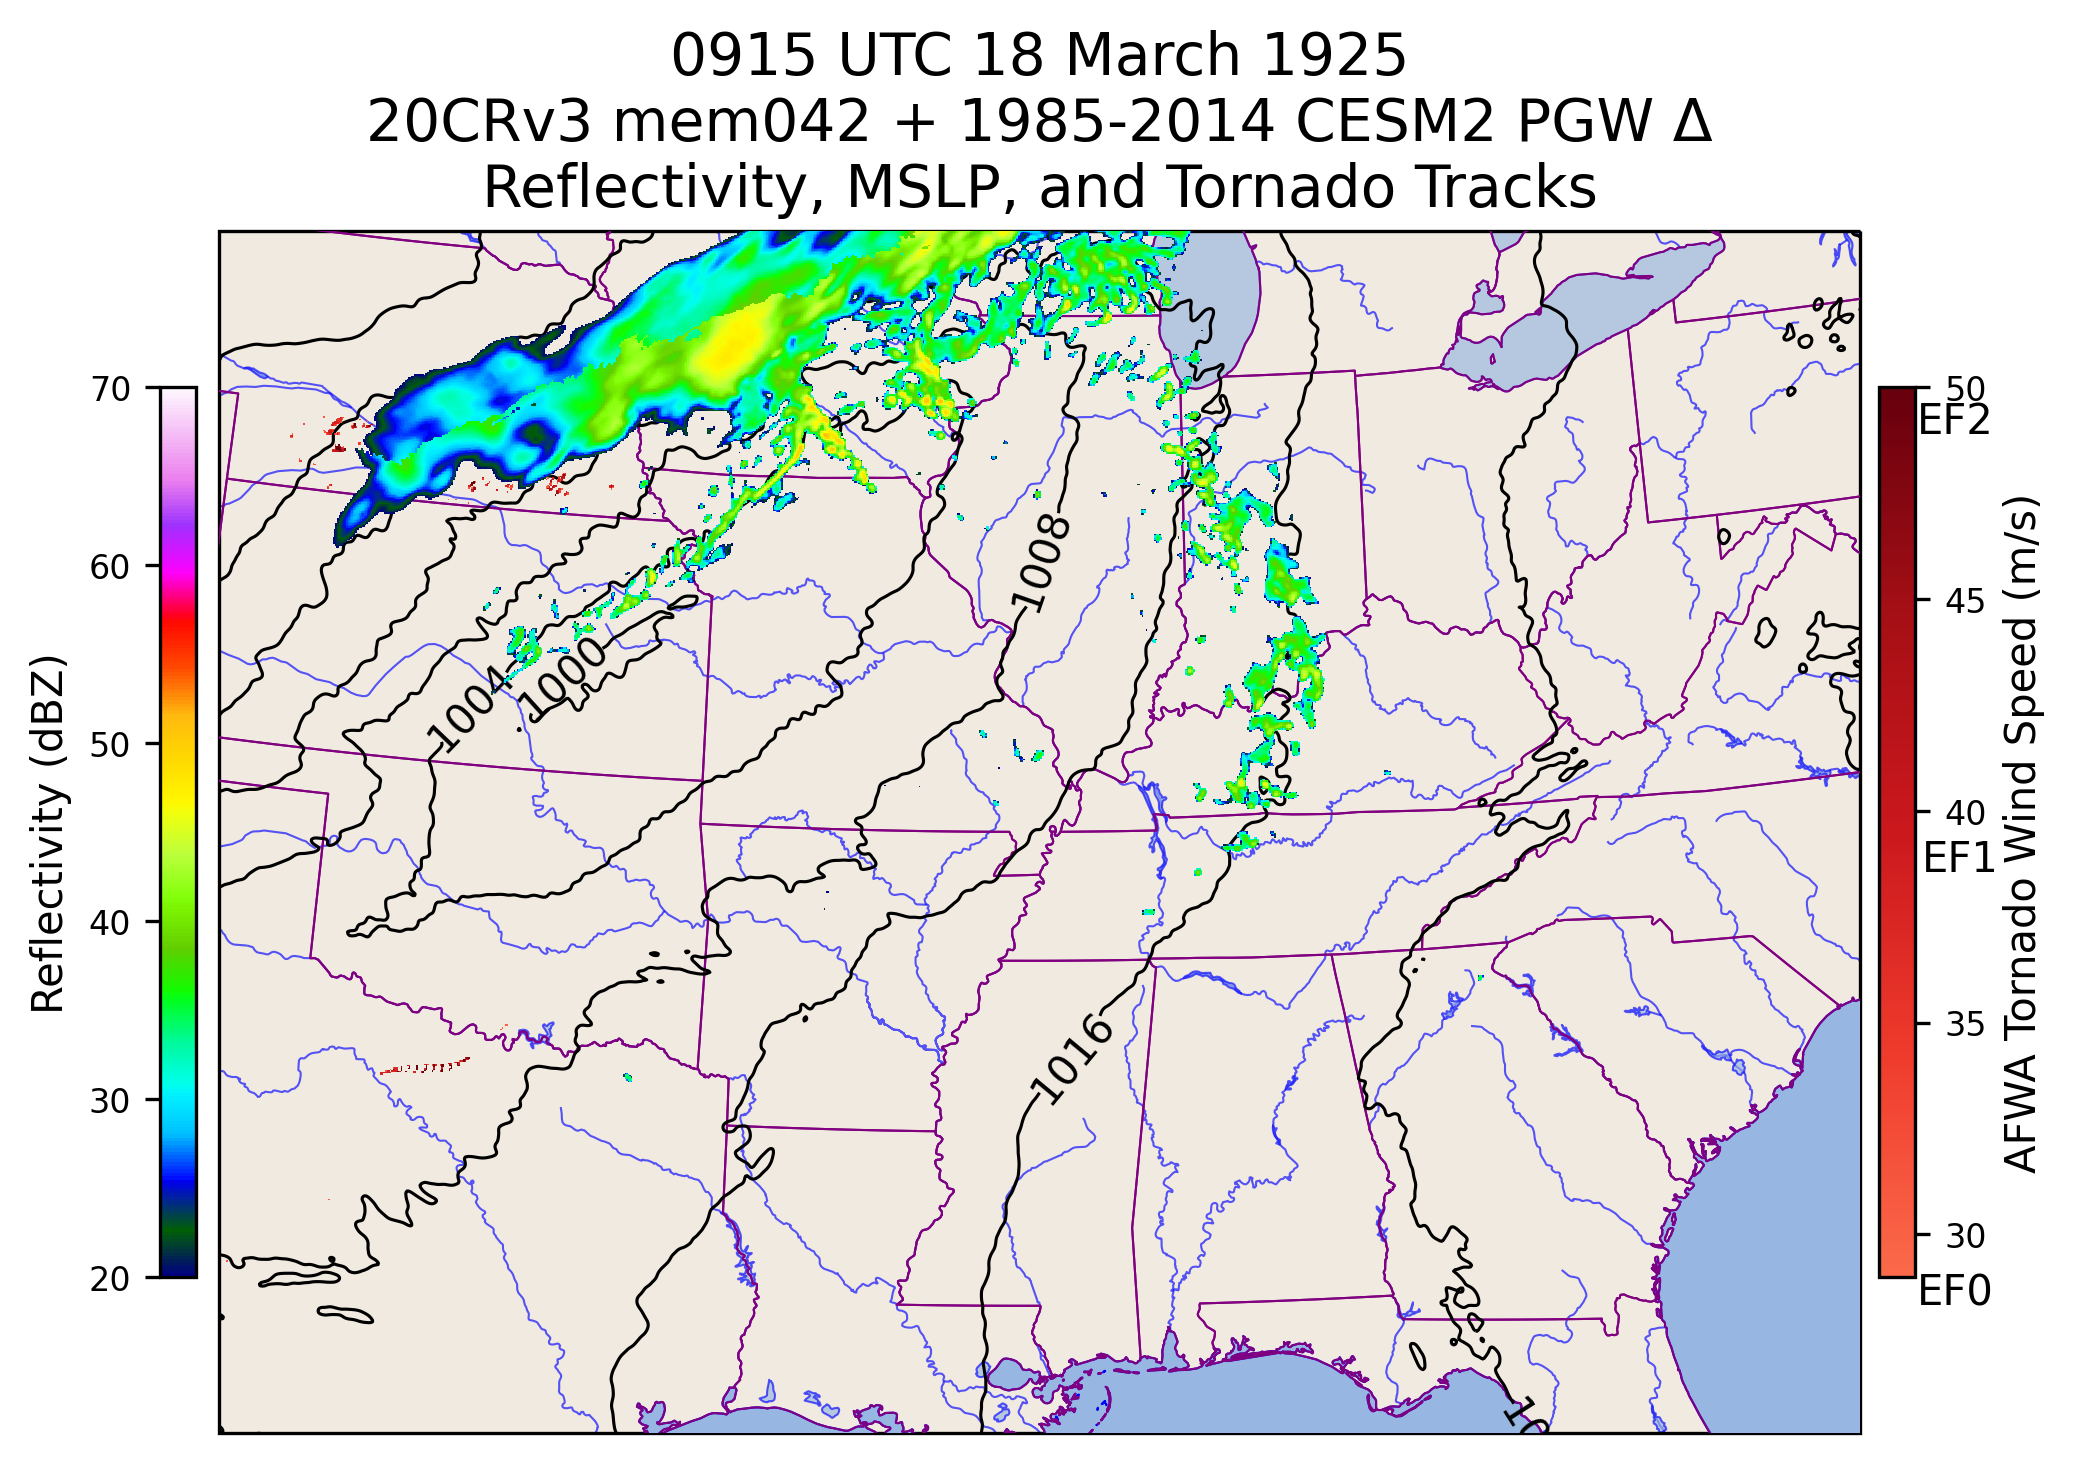 0915 UTC 18 March 1925
20CRv3 mem042 + 1985-2014 CESM2 PGW Δ
Reflectivity, MSLP, and Tornado Tracks
70
60
50
40
30
20
Reflectivity (dBZ)
1008
1004
1000
1016
50
EF2
45
40
EF1
35
30
EF0
AFWA Tornado Wind Speed (m/s)